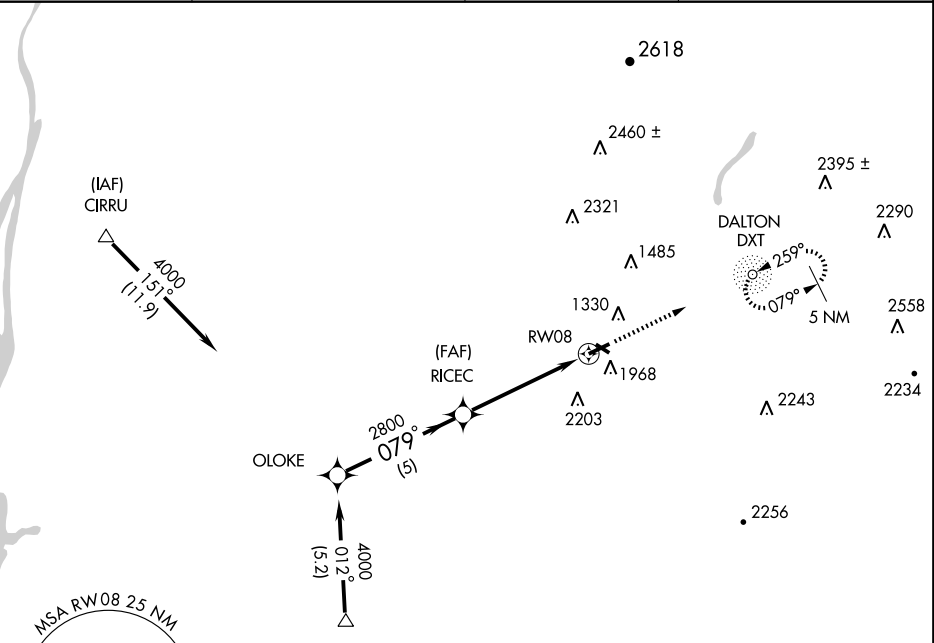 2618
2460 ±
2395 ±
(IAF)
CIRRU
2321
2290
DALTON
DXT
1485
4000
151°
(11.9)
259°
079°
5 NM
1330
2558
RW08
(FAF)
RICEC
1968
2234
2203
2243
2800
079°
(5)
OLOKE
2256
4000
012°
(5.2)
MSA RW08 25 NM